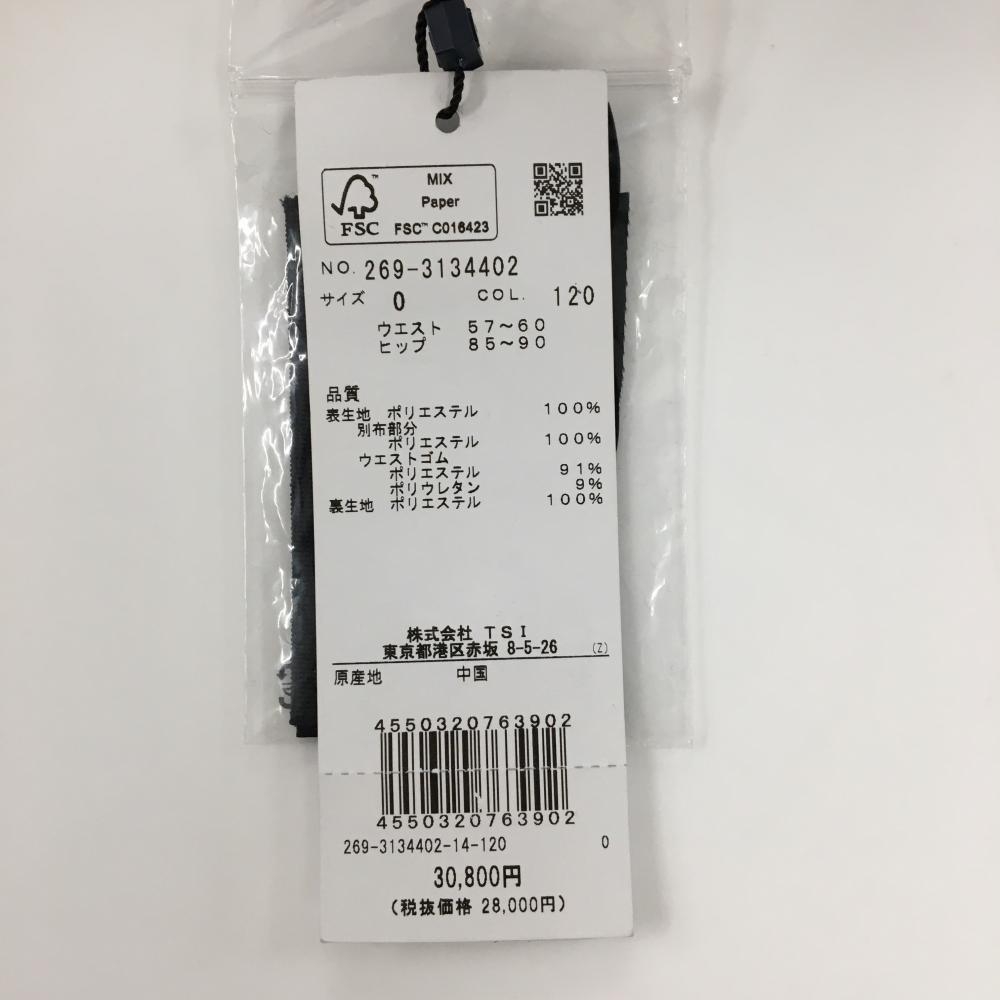 MIX
Paper
FSC™ C016423
FSC
NO. 269-3134402
サイズ 0 COL. 120
ウエスト 57～60
ヒップ 85～90
品質
表生地 ポリエステル 100%
別布部分
ポリエステル 100%
ウエストゴム
ポリエステル 91%
ポリウレタン 9%
裏生地 ポリエステル 100%
株式会社 TSI
東京都港区赤坂 8-5-26 (Z)
原産地 中国
4550320763902
4550320763902
269-3134402-14-120 0
30,800円
(税抜価格 28,000円)